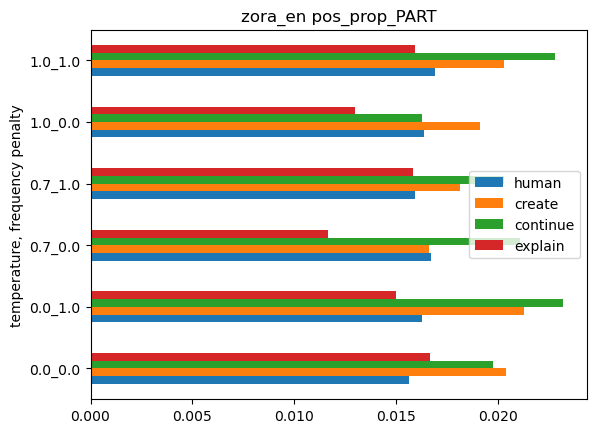 zora_en pos_prop_PART
temperature, frequency penalty
1.0_1.0
1.0_0.0
0.7_1.0
0.7_0.0
0.0_1.0
0.0_0.0
human
create
continue
explain
0.000 0.005 0.010 0.015 0.020